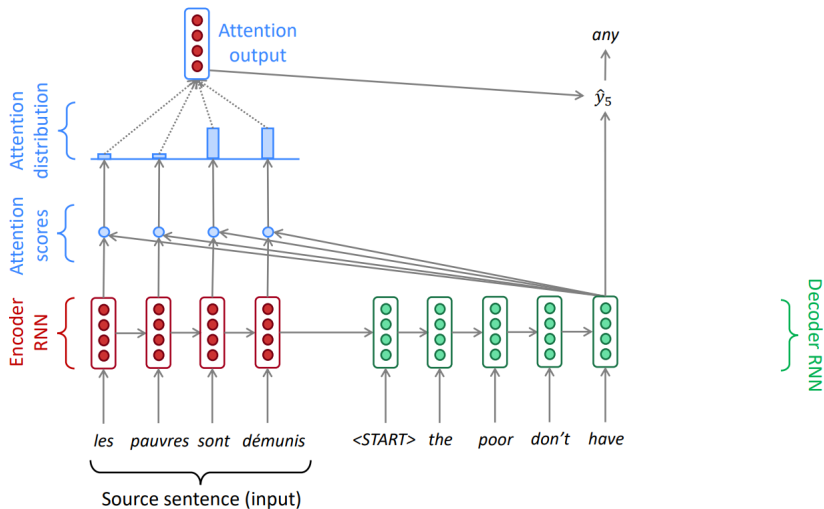 Attention
output
any
ŷ5
Attention
distribution
Attention
scores
Encoder
RNN
Decoder RNN
les pauvres sont démunis
<START> the poor don't have
Source sentence (input)